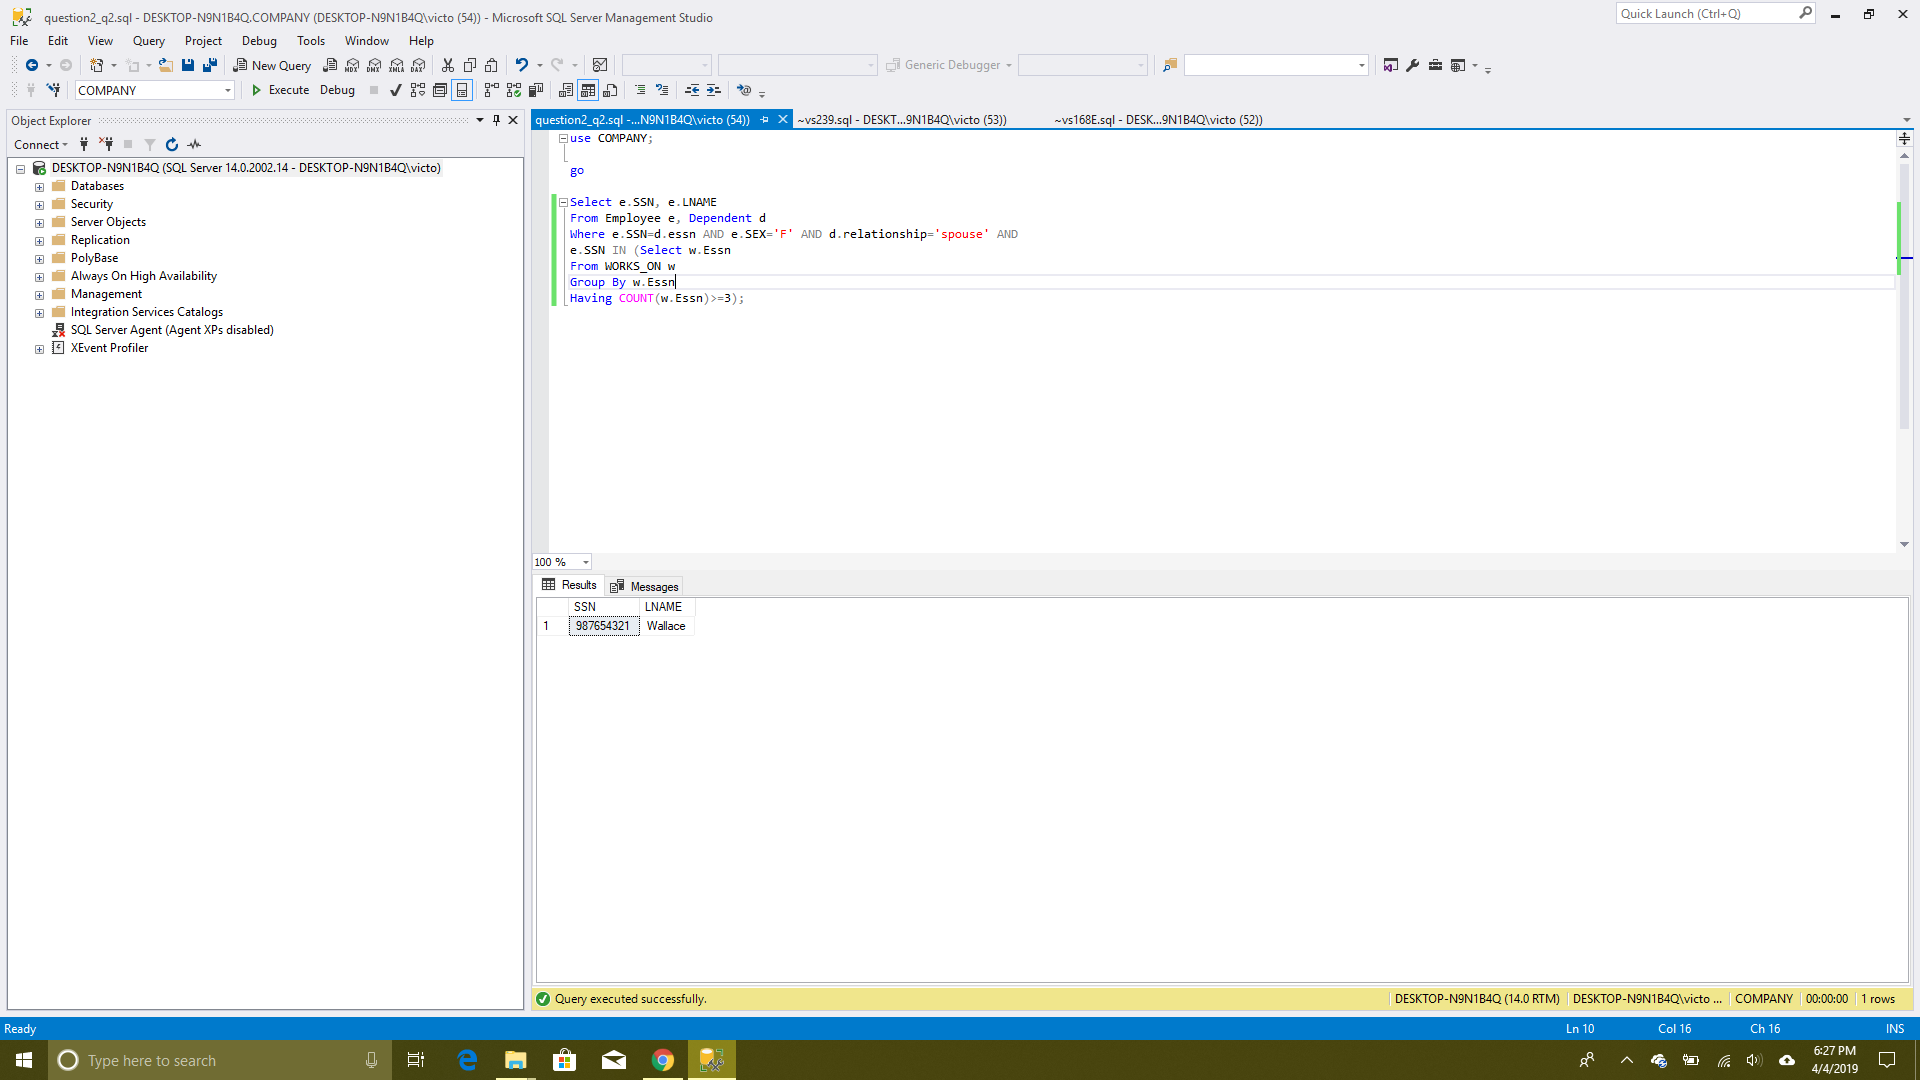 question2_q2.sql - DESKTOP-N9N1B4Q.COMPANY (DESKTOP-N9N1B4Q\victo (54)) - Microsoft SQL Server Management Studio
Quick Launch (Ctrl+Q)
File Edit View Query Project Debug Tools Window Help
New Query MDX DMX XMLA DAX Generic Debugger
COMPANY Execute Debug
Object Explorer
question2_q2.sql -...N9N1B4Q\victo (54)) ~vs239.sql - DESKT...9N1B4Q\victo (53)) ~vs168E.sql - DESK...9N1B4Q\victo (52))
Connect
DESKTOP-N9N1B4Q (SQL Server 14.0.2002.14 - DESKTOP-N9N1B4Q\victo)
Databases
Security
Server Objects
Replication
PolyBase
Always On High Availability
Management
Integration Services Catalogs
SQL Server Agent (Agent XPs disabled)
XEvent Profiler
use COMPANY;
go
Select e.SSN, e.LNAME
From Employee e, Dependent d
Where e.SSN=d.essn AND e.SEX='F' AND d.relationship='spouse' AND
e.SSN IN (Select w.Essn
From WORKS_ON w
Group By w.Essn
Having COUNT(w.Essn)>=3);
100 %
Results Messages
SSN LNAME
1 987654321 Wallace
Query executed successfully. DESKTOP-N9N1B4Q (14.0 RTM) DESKTOP-N9N1B4Q\victo ... COMPANY 00:00:00 1 rows
Ready Ln 10 Col 16 Ch 16 INS
Type here to search
6:27 PM
4/4/2019